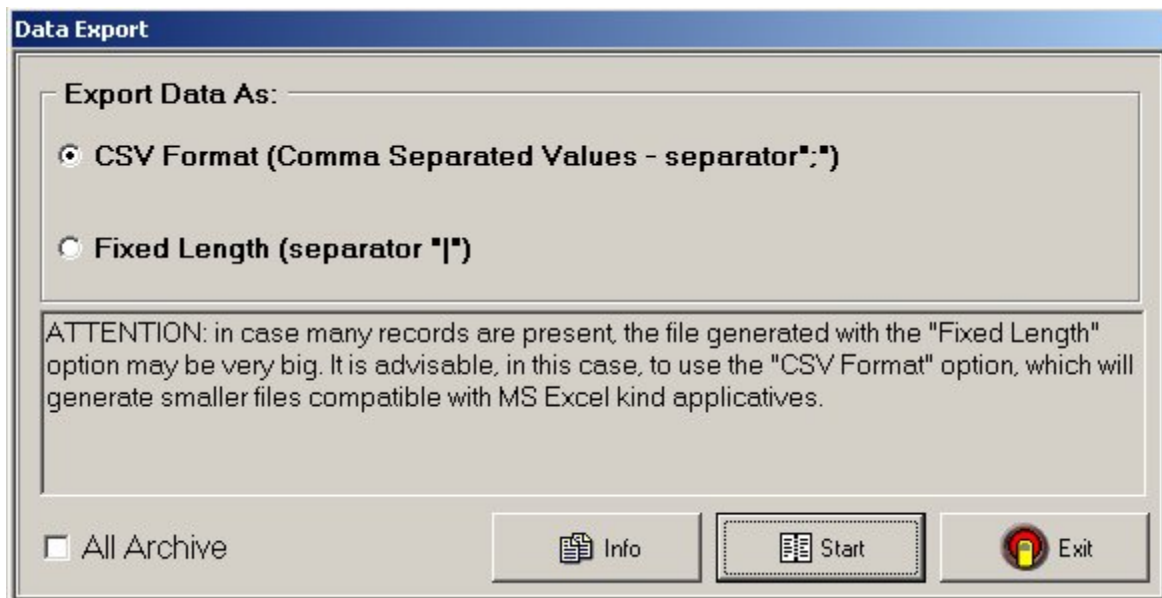 Data Export
Export Data As:
CSV Format (Comma Separated Values - separator";")
Fixed Length (separator "|")
ATTENTION: in case many records are present, the file generated with the "Fixed Length"
option may be very big. It is advisable, in this case, to use the "CSV Format" option, which will
generate smaller files compatible with MS Excel kind applicatives.
All Archive
Info
Start
Exit